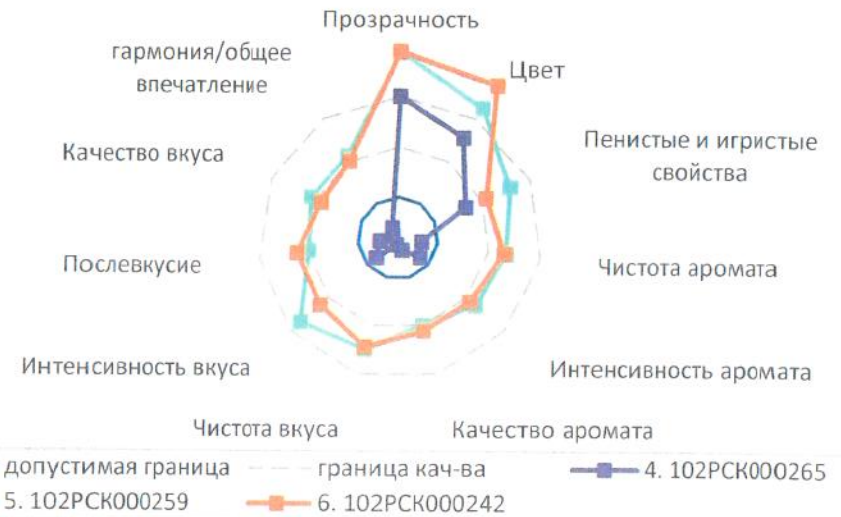 Прозрачность
гармония/общее
впечатление
Цвет
Пенистые и игристые
свойства
Качество вкуса
Послевкусие
Чистота аромата
Интенсивность вкуса
Интенсивность аромата
Чистота вкуса
Качество аромата
допустимая граница
граница кач-ва
4. 102РСК000265
5. 102РСК000259
6. 102РСК000242